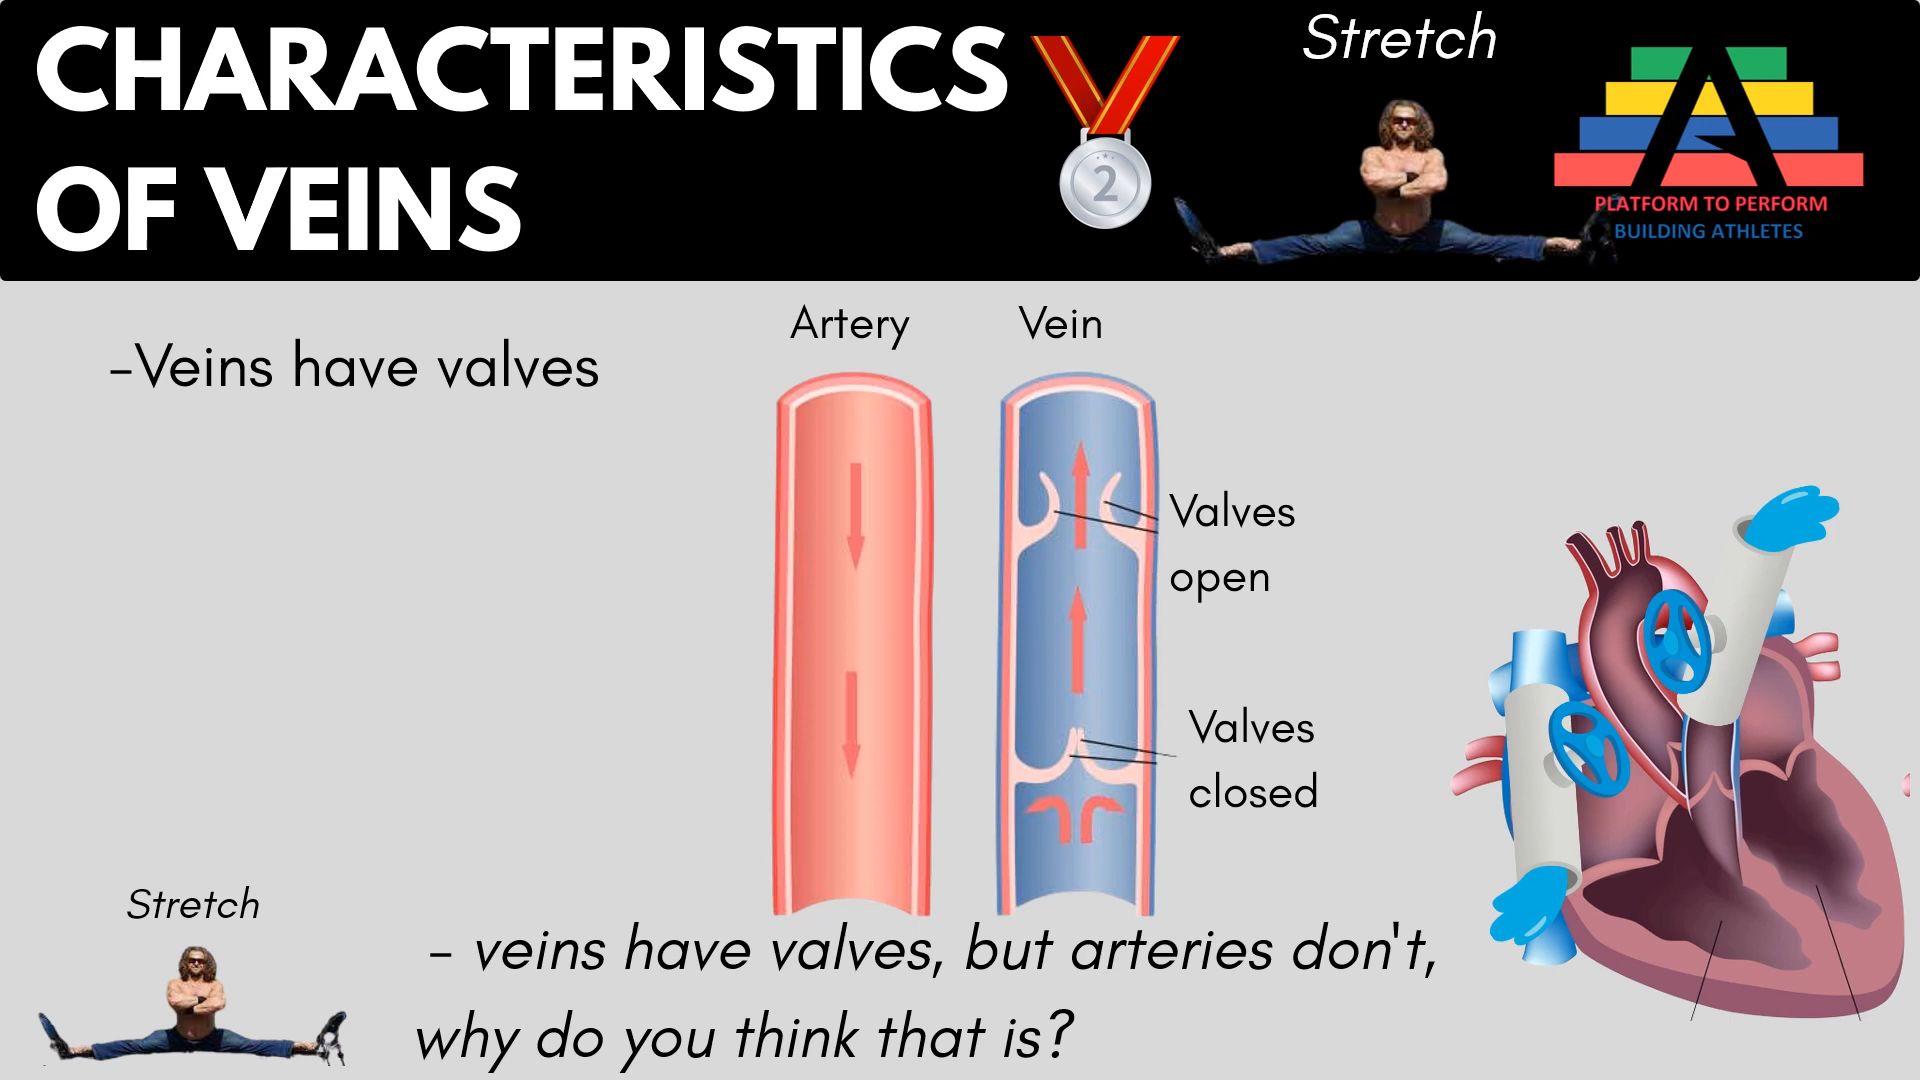 CHARACTERISTICS
OF VEINS
2
Stretch
PLATFORM TO PERFORM
BUILDING ATHLETES
-Veins have valves
Artery
Vein
Valves
open
Valves
closed
Stretch
- veins have valves, but arteries don't,
why do you think that is?